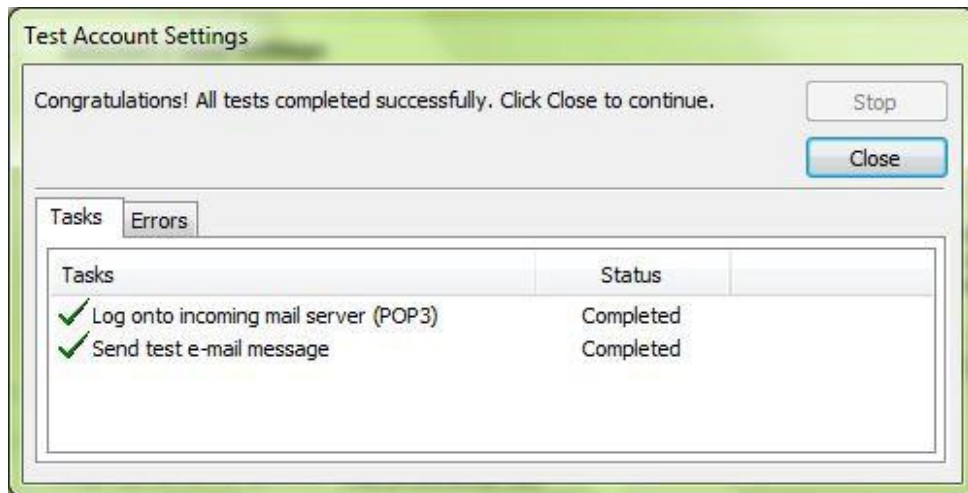 Test Account Settings
Congratulations! All tests completed successfully. Click Close to continue.
Stop
Close
Tasks Errors
Tasks Status
Log onto incoming mail server (POP3) Completed
Send test e-mail message Completed